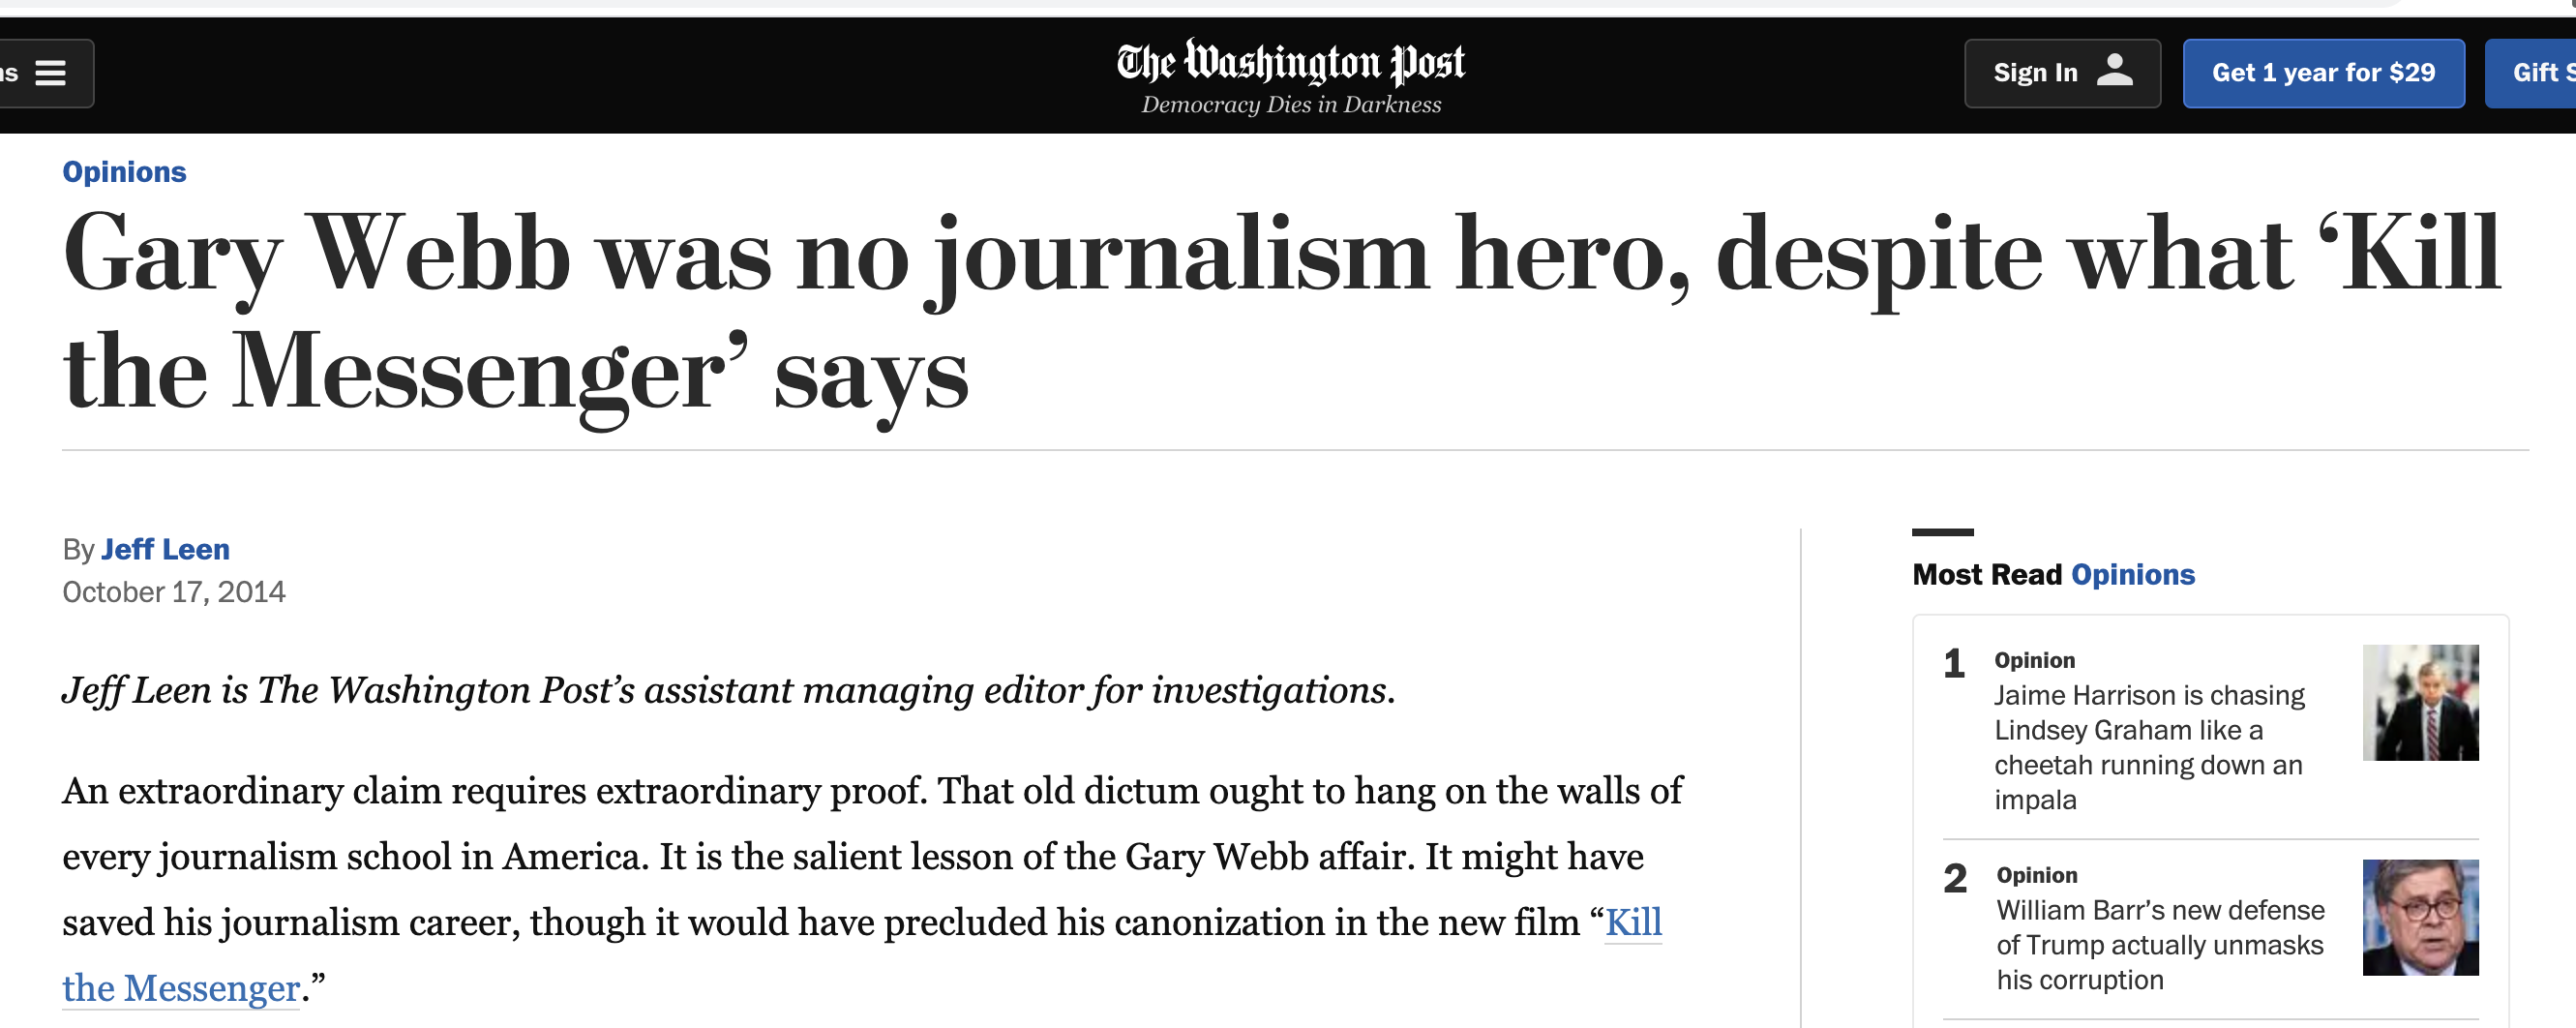 ns
The Washington Post
Democracy Dies in Darkness
Sign In
Get 1 year for $29
Gift S
Opinions
Gary Webb was no journalism hero, despite what ‘Kill
the Messenger’ says
By Jeff Leen
October 17, 2014
Jeff Leen is The Washington Post’s assistant managing editor for investigations.
An extraordinary claim requires extraordinary proof. That old dictum ought to hang on the walls of
every journalism school in America. It is the salient lesson of the Gary Webb affair. It might have
saved his journalism career, though it would have precluded his canonization in the new film “Kill
the Messenger.”
Most Read Opinions
1
Opinion
Jaime Harrison is chasing
Lindsey Graham like a
cheetah running down an
impala
2
Opinion
William Barr’s new defense
of Trump actually unmasks
his corruption